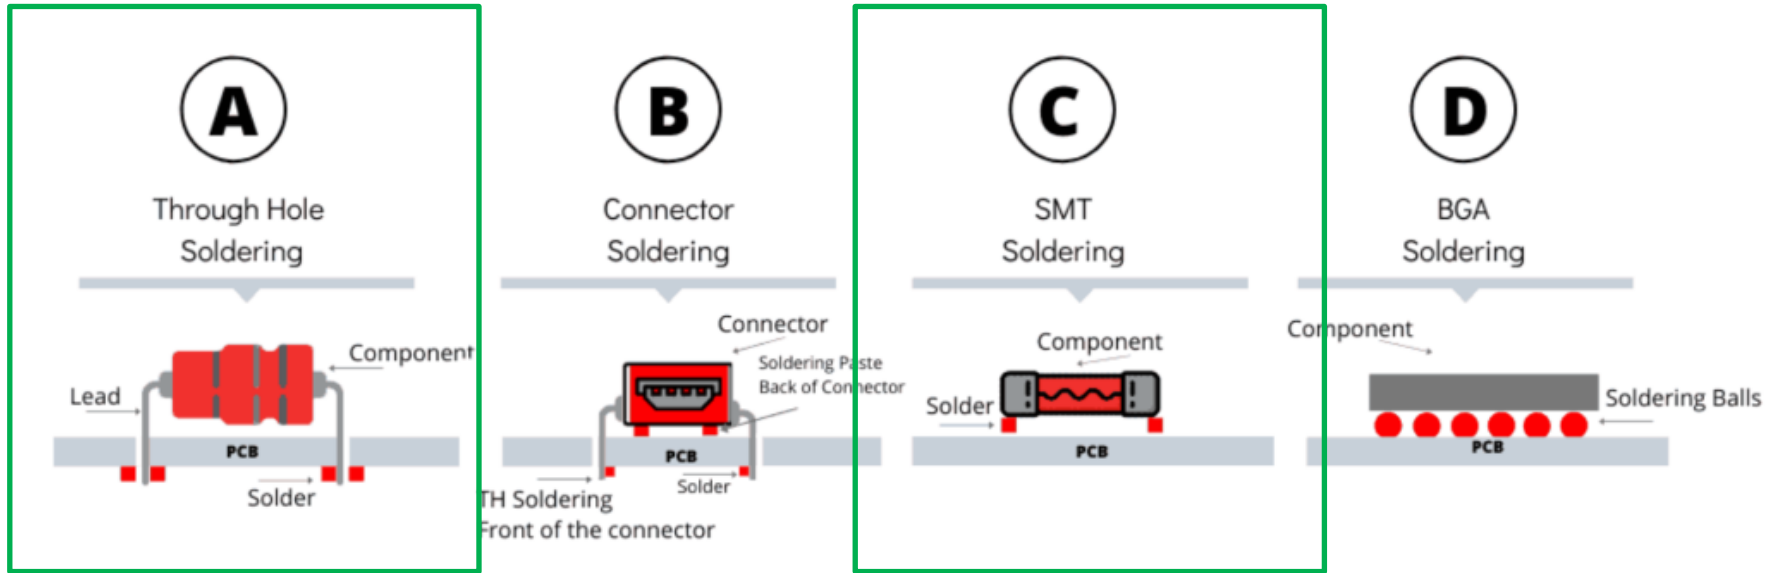 A
Through Hole
Soldering
Component
Lead
PCB
Solder
B
Connector
Soldering
Connector
Soldering Paste
Back of Connector
PCB
Solder
TH Soldering
Front of the connector
C
SMT
Soldering
Component
Solder
PCB
D
BGA
Soldering
Component
Soldering Balls
PCB